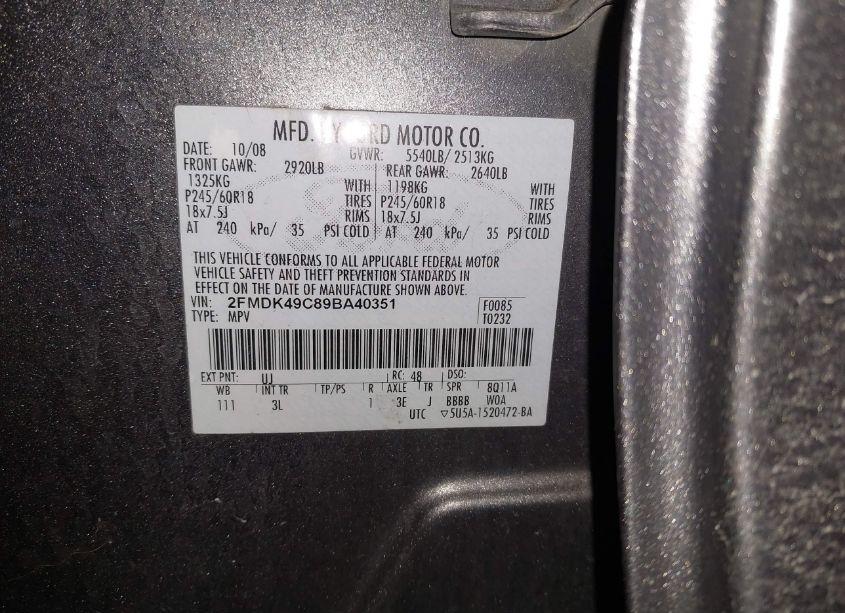 MFD. BY FORD MOTOR CO.
DATE: 10/08 GVWR: 5540LB/ 2513KG
FRONT GAWR: 2920LB REAR GAWR: 2640LB
1325KG WITH 1198KG WITH
P245/60R18 TIRES P245/60R18 TIRES
18x7.5J RIMS 18x7.5J RIMS
AT 240 kPa/ 35 PSI COLD AT 240 kPa/ 35 PSI COLD
THIS VEHICLE CONFORMS TO ALL APPLICABLE FEDERAL MOTOR
VEHICLE SAFETY AND THEFT PREVENTION STANDARDS IN
EFFECT ON THE DATE OF MANUFACTURE SHOWN ABOVE.
VIN: 2FMDK49C89BA40351 F0085
TYPE: MPV T0232
EXT PNT: UJ RC: 48 DSO:
WB INT TR TP/PS R AXLE TR SPR 8Q11A
111 3L 1 3E J BBBB W0A
UTC ▽5U5A-1520472-BA